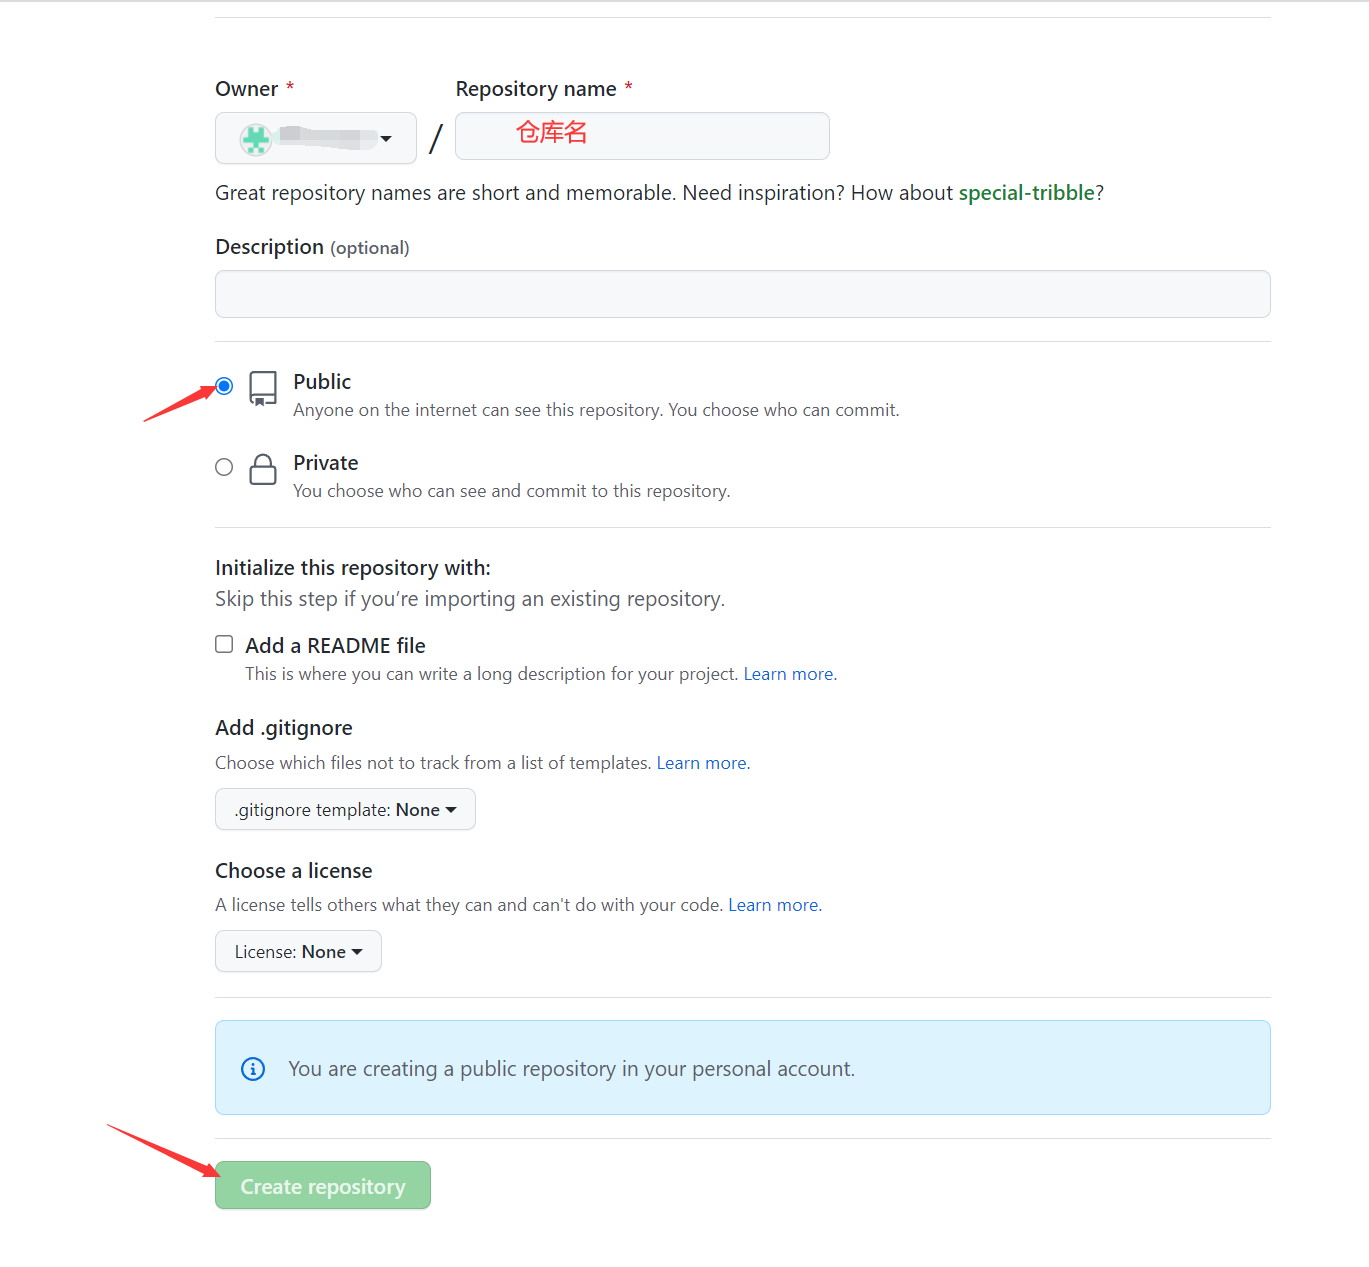 Owner *
Repository name *
/
仓库名
Great repository names are short and memorable. Need inspiration? How about special-tribble?
Description (optional)
Public
Anyone on the internet can see this repository. You choose who can commit.
Private
You choose who can see and commit to this repository.
Initialize this repository with:
Skip this step if you’re importing an existing repository.
Add a README file
This is where you can write a long description for your project. Learn more.
Add .gitignore
Choose which files not to track from a list of templates. Learn more.
.gitignore template: None
Choose a license
A license tells others what they can and can't do with your code. Learn more.
License: None
You are creating a public repository in your personal account.
Create repository